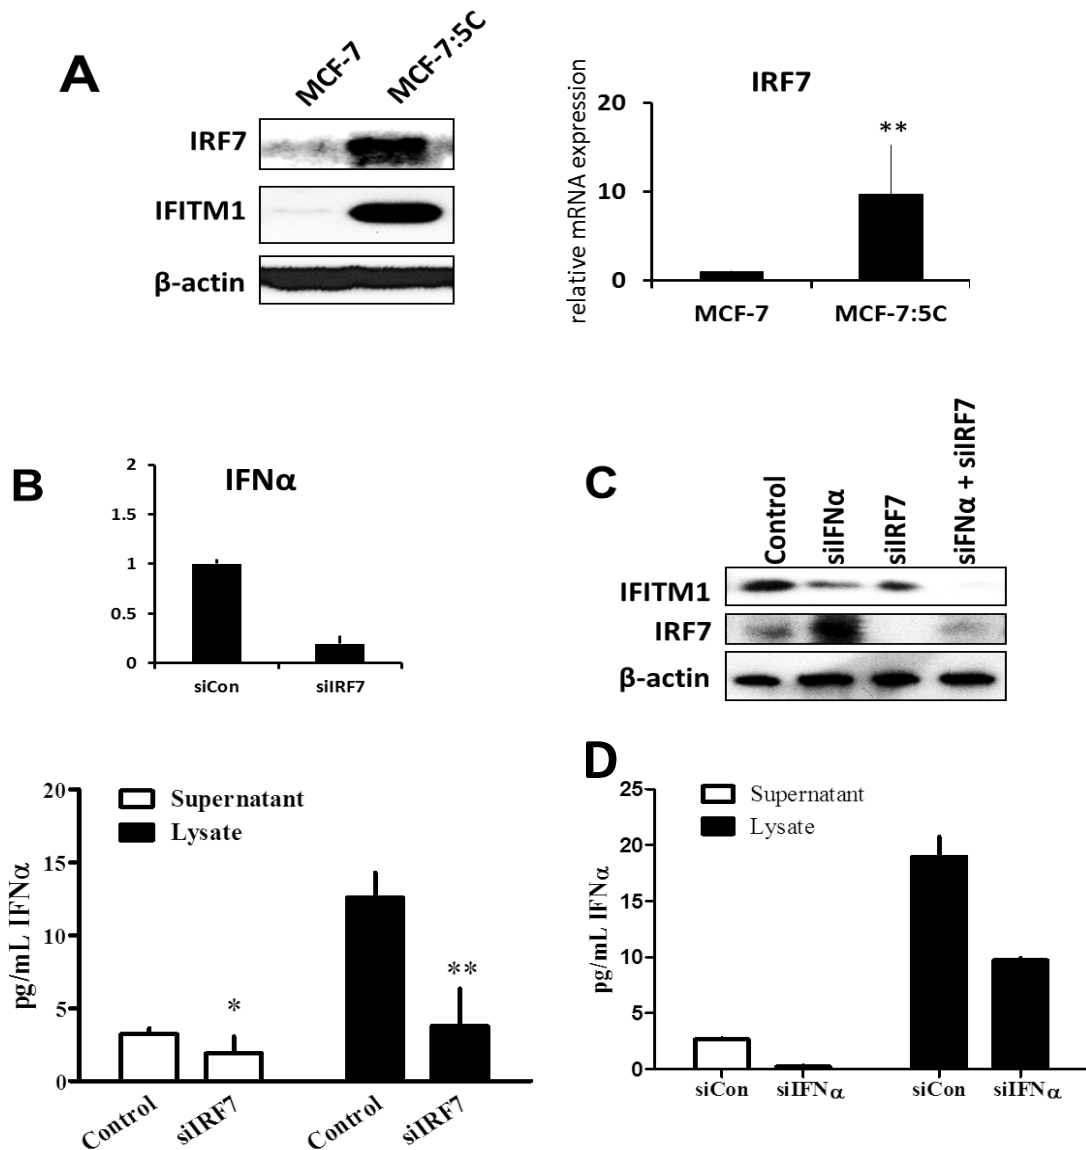 A
MCF-7
MCF-7:5C
IRF7
IFITM1
β-actin
IRF7
relative mRNA expression
20
10
0
**
MCF-7
MCF-7:5C
B
IFNα
2
1.5
1
0.5
0
siCon
siIRF7
C
Control
siIFNα
siIRF7
siFNα + siIRF7
IFITM1
IRF7
β-actin
pg/mL IFNα
20
15
10
5
0
Supernatant
Lysate
*
**
Control
siIRF7
Control
siIRF7
D
pg/mL IFNα
25
20
15
10
5
0
Supernatant
Lysate
siCon
siIFNα
siCon
siIFNα